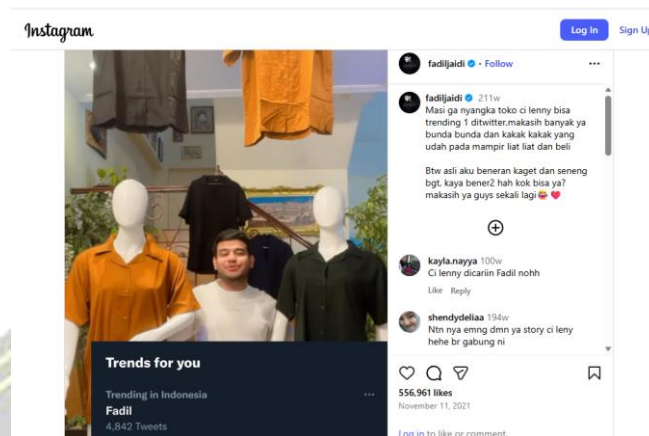 Instagram
Log In
Sign Up
fadiljaidi • Follow
fadiljaidi 211w
Masi ga nyangka toko ci lenny bisa
trending 1 ditwitter.makasih banyak ya
bunda bunda dan kakak kakak yang
udah pada mampir liat liat dan beli
Btw asli aku beneran kaget dan seneng
bgt. kaya bener2 hah kok bisa ya?
makasih ya guys sekali lagi😂❤️
kayla.nayya 100w
Ci lenny dicariin Fadil nohh
Like Reply
shendydeliaa 194w
Ntn nya emng dmn ya story ci leny
hehe br gabung ni
Trends for you
Trending in Indonesia
Fadil
4,842 Tweets
556,961 likes
November 11, 2021
Log in to like or comment.